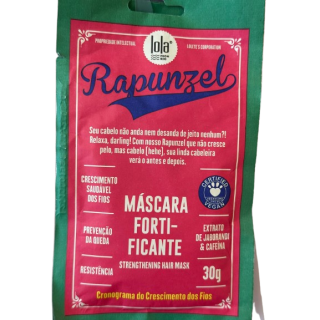 PROPRIEDADE INTELECTUAL
lola
Rapunzel
Seu cabelo não anda nem desanda de jeito nenhum?!
Relaxa, darling! Com nosso Rapunzel que não cresce
pelo, mas cabelo [hehe], sua linda cabeleira
verá o antes e depois.
CRESCIMENTO
SAUDÁVEL
DOS FIOS
PREVENÇÃO
DA QUEDA
RESISTÊNCIA
MÁSCARA
FORTI-
FICANTE
STRENGTHENING HAIR MASK
CERTIFIED
VEGAN
EXTRATO
DE JABORANDI
& CAFEÍNA
30g
Cronograma do Crescimento dos Fios